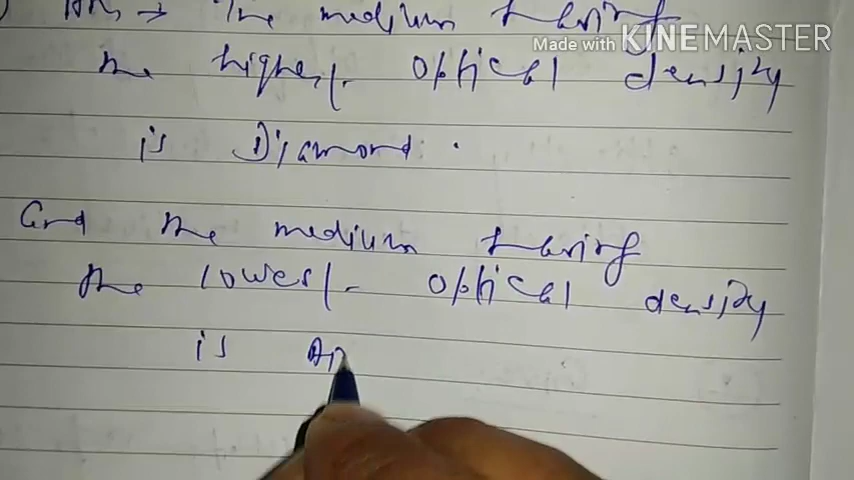 Ans → The medium having
Made with KINEMASTER
the highest optical density
is Diamond.
and the medium having
the lowest optical density
is